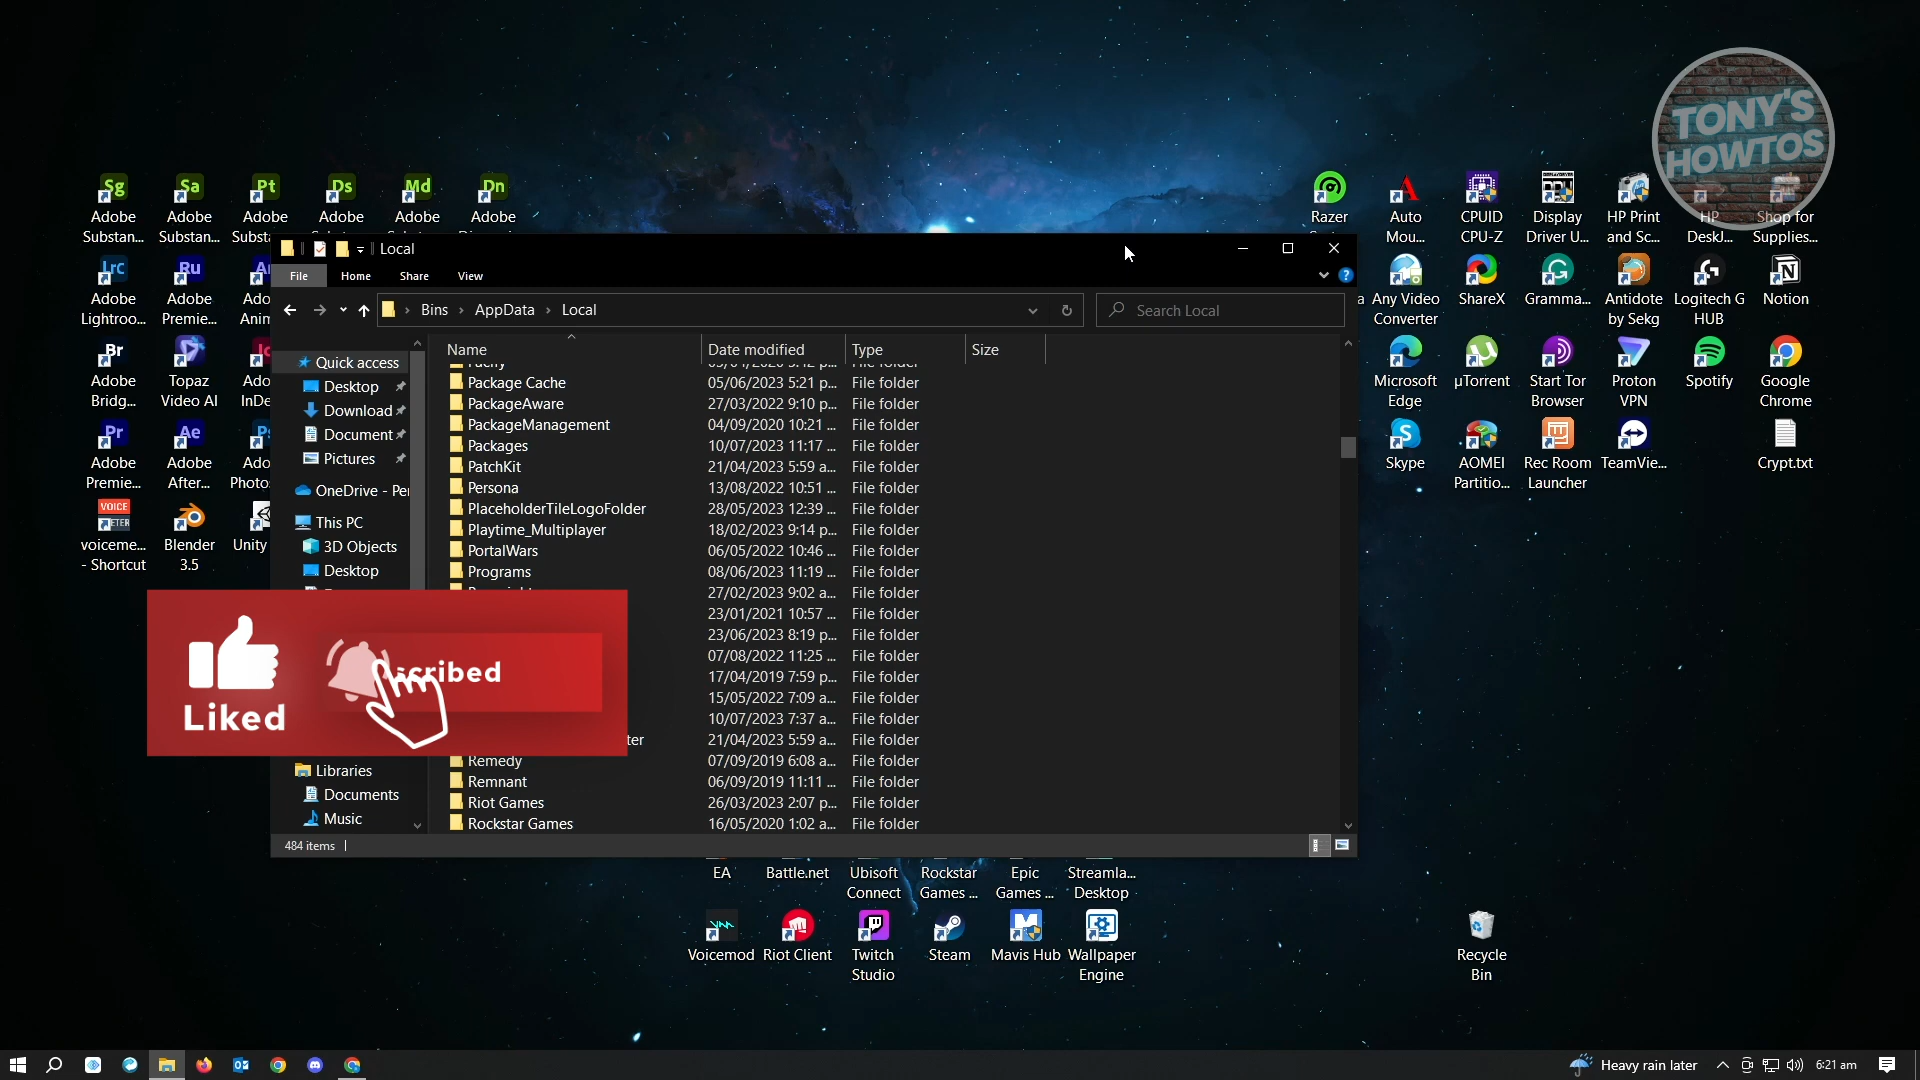 TONY'S
HOWTOS
Sg
Sa
Pt
Ds
Md
Dn
Adobe
Substan...
Adobe
Substan...
Adobe
Adobe
Adobe
Adobe
Razer
Auto
Mou...
CPUID
CPU-Z
Display
Driver U...
HP Print
and Sc...
HP
DeskJ...
Shop for
Supplies...
Local
File
Home
Share
View
Bins
AppData
Local
Search Local
Lrc
Ru
Adobe
Lightroo...
Adobe
Premie...
Any Video
Converter
ShareX
Gramma...
Antidote
by Sekg
Logitech G
HUB
Notion
Br
Adobe
Bridg...
Topaz
Video AI
Microsoft
Edge
µTorrent
Start Tor
Browser
Proton
VPN
Spotify
Google
Chrome
Pr
Ae
Adobe
Premie...
Adobe
After...
Skype
AOMEI
Partitio...
Rec Room
Launcher
TeamVie...
Crypt.txt
VOICE
voiceme...
- Shortcut
Blender
3.5
Unity
Quick access
Desktop
Download
Document
Pictures
OneDrive - Per
This PC
3D Objects
Desktop
Libraries
Documents
Music
Name Date modified Type Size
Package Cache 05/06/2023 5:21 p... File folder
PackageAware 27/03/2022 9:10 p... File folder
PackageManagement 04/09/2020 10:21 ... File folder
Packages 10/07/2023 11:17 ... File folder
PatchKit 21/04/2023 5:59 a... File folder
Persona 13/08/2022 10:51 ... File folder
PlaceholderTileLogoFolder 28/05/2023 12:39 ... File folder
Playtime_Multiplayer 18/02/2023 9:14 p... File folder
PortalWars 06/05/2022 10:46 ... File folder
Programs 08/06/2023 11:19 ... File folder
27/02/2023 9:02 a... File folder
23/01/2021 10:57 ... File folder
23/06/2023 8:19 p... File folder
07/08/2022 11:25 ... File folder
17/04/2019 7:59 p... File folder
15/05/2022 7:09 a... File folder
10/07/2023 7:37 a... File folder
ter 21/04/2023 5:59 a... File folder
Remedy 07/09/2019 6:08 a... File folder
Remnant 06/09/2019 11:11 ... File folder
Riot Games 26/03/2023 2:07 p... File folder
Rockstar Games 16/05/2020 1:02 a... File folder
Liked
scribed
484 items
EA
Battle.net
Ubisoft
Connect
Rockstar
Games ...
Epic
Games ...
Streamla...
Desktop
Voicemod
Riot Client
Twitch
Studio
Steam
Mavis Hub
Wallpaper
Engine
Recycle
Bin
Heavy rain later
6:21 am